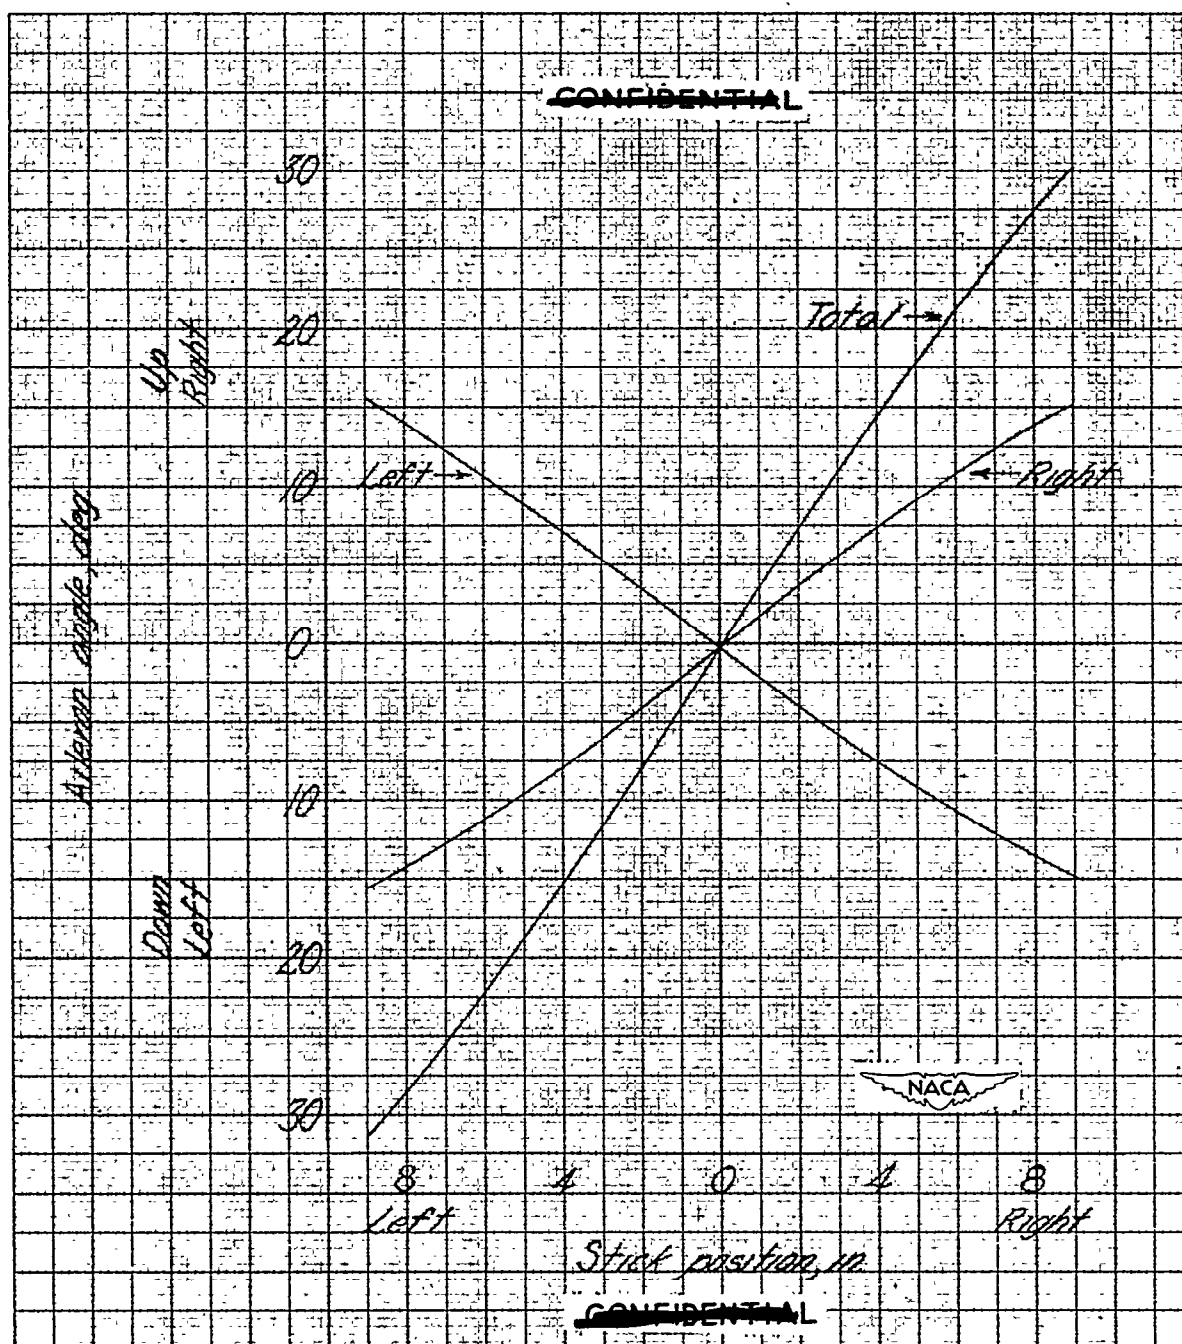 CONFIDENTIAL
30
Total
20
Up
Right
Left
10
Right
Aileron angle, deg
0
10
Down
Left
20
NACA
30
8 4 0 4 8
Left Right
Stick position, in
CONFIDENTIAL